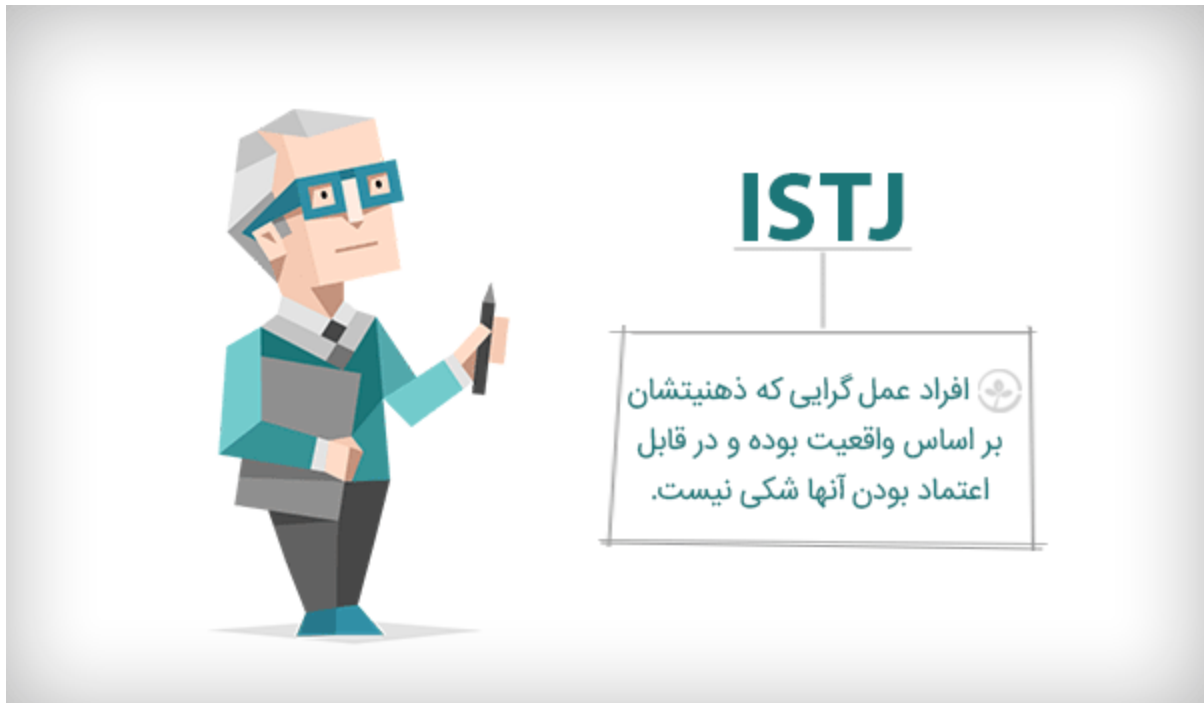 ISTJ
افراد عمل گرایی که ذهنیتشان
بر اساس واقعیت بوده و در قابل
اعتماد بودن آنها شکی نیست.